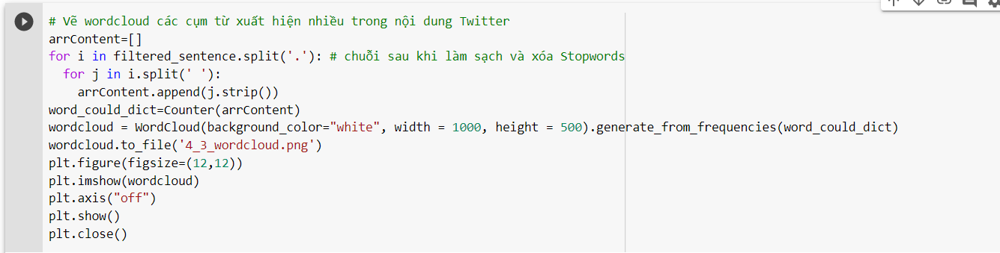 # Vẽ wordcloud các cụm từ xuất hiện nhiều trong nội dung Twitter
arrContent=[]
for i in filtered_sentence.split('.'): # chuỗi sau khi làm sạch và xóa Stopwords
  for j in i.split(' '):
    arrContent.append(j.strip())
word_could_dict=Counter(arrContent)
wordcloud = WordCloud(background_color="white", width = 1000, height = 500).generate_from_frequencies(word_could_dict)
wordcloud.to_file('4_3_wordcloud.png')
plt.figure(figsize=(12,12))
plt.imshow(wordcloud)
plt.axis("off")
plt.show()
plt.close()